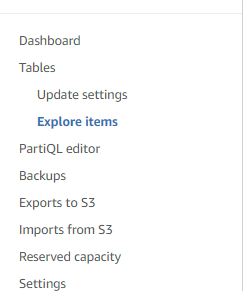 Dashboard
Tables
Update settings
Explore items
PartiQL editor
Backups
Exports to S3
Imports from S3
Reserved capacity
Settings